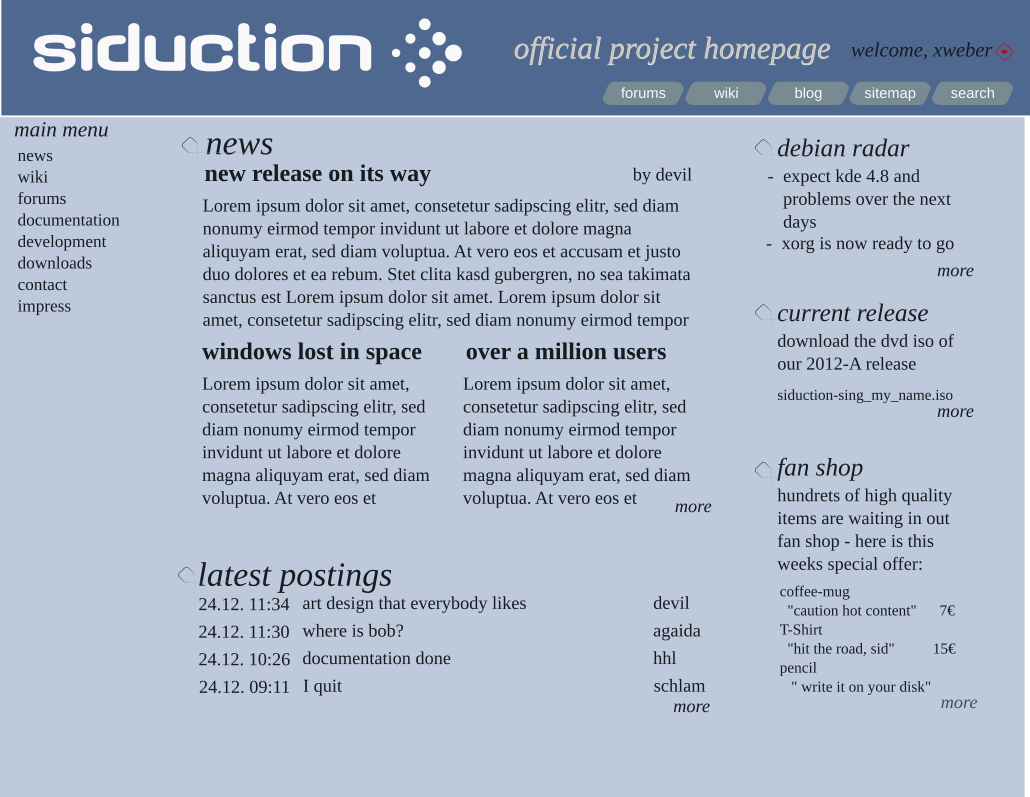 siduction
official project homepage
welcome, xweber
forums wiki blog sitemap search
main menu
news
wiki
forums
documentation
development
downloads
contact
impress
news
new release on its way by devil
Lorem ipsum dolor sit amet, consetetur sadipscing elitr, sed diam
nonumy eirmod tempor invidunt ut labore et dolore magna
aliquyam erat, sed diam voluptua. At vero eos et accusam et justo
duo dolores et ea rebum. Stet clita kasd gubergren, no sea takimata
sanctus est Lorem ipsum dolor sit amet. Lorem ipsum dolor sit
amet, consetetur sadipscing elitr, sed diam nonumy eirmod tempor
windows lost in space
Lorem ipsum dolor sit amet,
consetetur sadipscing elitr, sed
diam nonumy eirmod tempor
invidunt ut labore et dolore
magna aliquyam erat, sed diam
voluptua. At vero eos et
over a million users
Lorem ipsum dolor sit amet,
consetetur sadipscing elitr, sed
diam nonumy eirmod tempor
invidunt ut labore et dolore
magna aliquyam erat, sed diam
voluptua. At vero eos et
more
latest postings
24.12. 11:34 art design that everybody likes devil
24.12. 11:30 where is bob? agaida
24.12. 10:26 documentation done hhl
24.12. 09:11 I quit schlam
more
debian radar
- expect kde 4.8 and
problems over the next
days
- xorg is now ready to go
more
current release
download the dvd iso of
our 2012-A release
siduction-sing_my_name.iso
more
fan shop
hundrets of high quality
items are waiting in out
fan shop - here is this
weeks special offer:
coffee-mug
"caution hot content" 7€
T-Shirt
"hit the road, sid" 15€
pencil
" write it on your disk"
more